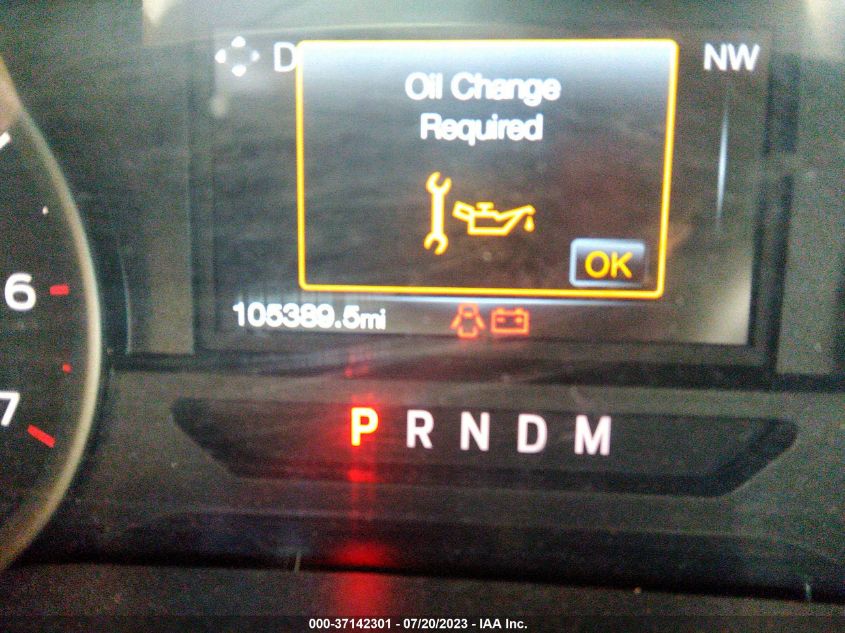 D
NW
Oil Change
Required
OK
105389.5mi
6
7
P R N D M
000-37142301 - 07/20/2023 - IAA Inc.